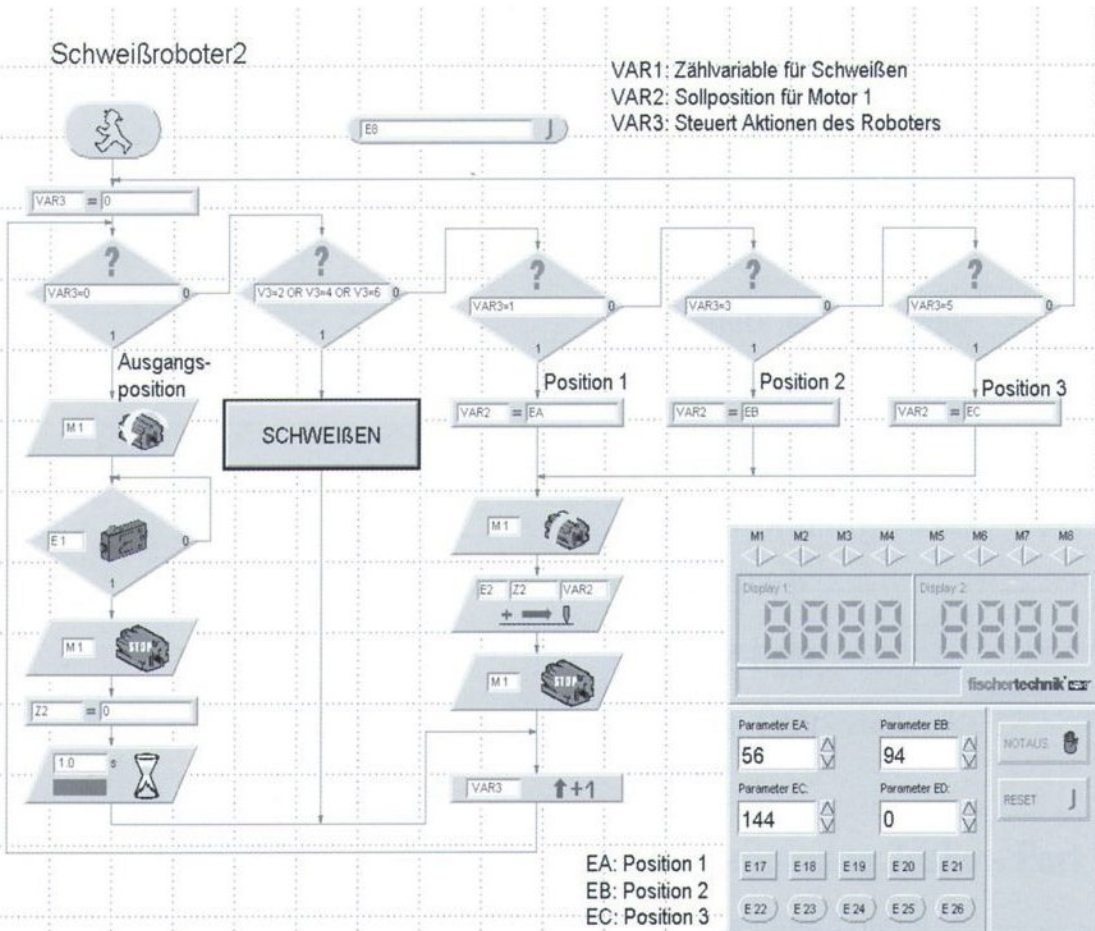 Schweißroboter2
VAR1: Zählvariable für Schweißen
VAR2: Sollposition für Motor 1
VAR3: Steuert Aktionen des Roboters
E8
VAR3 = 0
?
?
?
?
?
VAR3=0 0
V3=2 OR V3=4 OR V3=6 0
VAR3=1 0
VAR3=3 0
VAR3=5 0
1
1
1
1
1
Ausgangs-
position
Position 1
Position 2
Position 3
M1
SCHWEIßEN
VAR2 = EA
VAR2 = EB
VAR2 = EC
E1 0
1
M1
E2 Z2 VAR2
+
M1 STOP
M1 STOP
Z2 = 0
1.0 s
VAR3 +1
M1 M2 M3 M4 M5 M6 M7 M8
Display 1: Display 2:
8888 8888
fischertechnik
Parameter EA: Parameter EB:
56 94
Parameter EC: Parameter ED:
144 0
NOTAUS
RESET
E17 E18 E19 E20 E21
E22 E23 E24 E25 E26
EA: Position 1
EB: Position 2
EC: Position 3